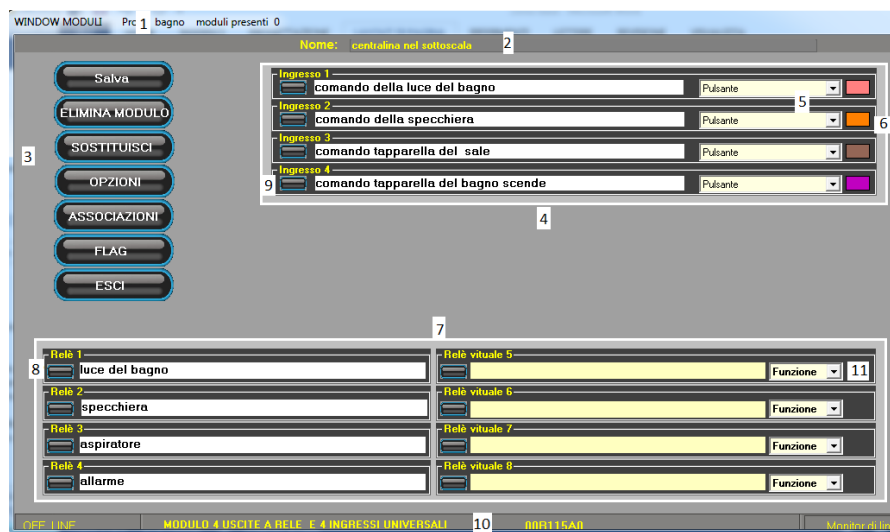 WINDOW MODULI Pro 1 bagno moduli presenti 0
Nome: centralina nel sottoscala 2
Salva
ELIMINA MODULO
SOSTITUISCI
3
OPZIONI
ASSOCIAZIONI
FLAG
ESCI
Ingresso 1
comando della luce del bagno Pulsante
5
Ingresso 2
comando della specchiera Pulsante
6
Ingresso 3
comando tapparella del sale Pulsante
Ingresso 4
9 comando tapparella del bagno scende Pulsante
4
7
Relè 1
8 luce del bagno
Relè 2
specchiera
Relè 3
aspiratore
Relè 4
allarme
Relè vituale 5
Funzione 11
Relè vituale 6
Funzione
Relè vituale 7
Funzione
Relè vituale 8
Funzione
OFF LINE MODULO 4 USCITE A RELE E 4 INGRESSI UNIVERSALI 10 00B115A0 Monitor di lin